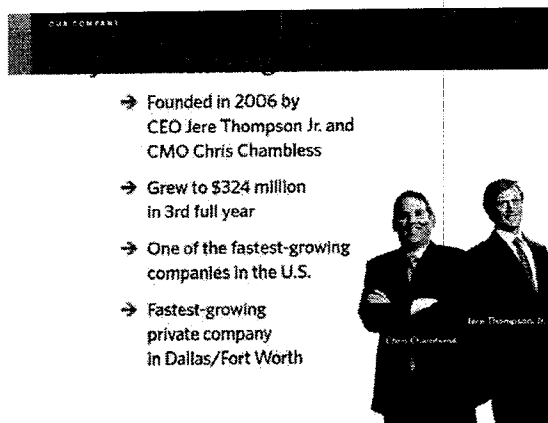 OUR COMPANY
→ Founded in 2006 by
CEO Jere Thompson Jr. and
CMO Chris Chambless
→ Grew to $324 million
in 3rd full year
→ One of the fastest-growing
companies in the U.S.
→ Fastest-growing
private company
in Dallas/Fort Worth
Jere Thompson, Jr.
Chris Chambless